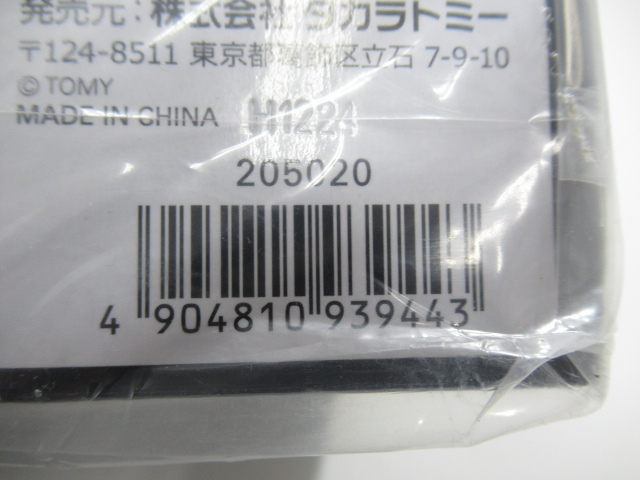 発売元：株式会社タカラトミー
〒124-8511 東京都葛飾区立石 7-9-10
© TOMY
MADE IN CHINA H1224
205020
4 904810 939443